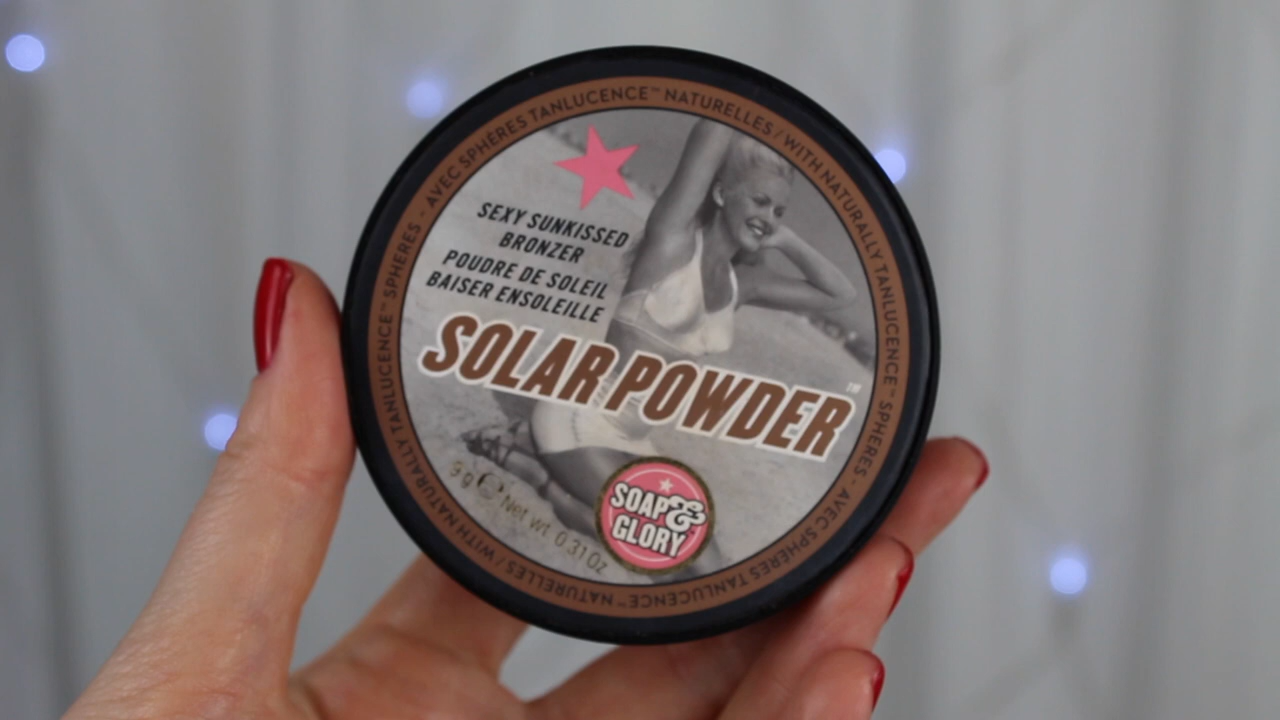 SEXY SUNKISSED
BRONZER
POUDRE DE SOLEIL
BAISER ENSOLEILLE
SOLAR POWDER™
9 g ℮ Net wt. 0.31 Oz
SOAP&
GLORY
WITH NATURALLY TANLUCENCE™ SPHERES - AVEC SPHÈRES TANLUCENCE™ NATURELLES / WITH NATURALLY TANLUCENCE™ SPHERES - AVEC SPHÈRES TANLUCENCE™ NATURELLES /